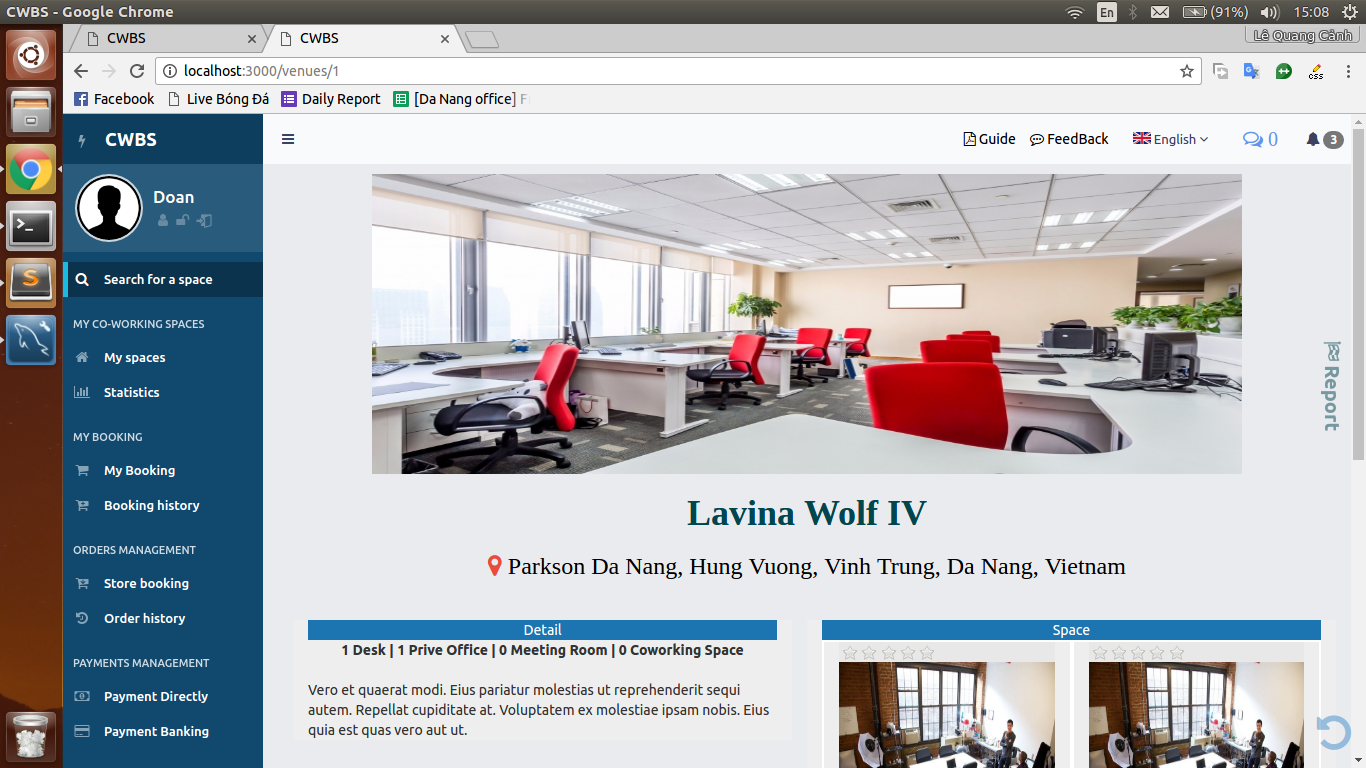 CWBS - Google Chrome
En
(91%)
15:08
CWBS
CWBS
Lê Quang Cảnh
localhost:3000/venues/1
css
Facebook
Live Bóng Đá
Daily Report
[Da Nang office] F
CWBS
Guide
FeedBack
English
0
3
Doan
Search for a space
MY CO-WORKING SPACES
My spaces
Statistics
MY BOOKING
My Booking
Booking history
ORDERS MANAGEMENT
Store booking
Order history
PAYMENTS MANAGEMENT
Payment Directly
Payment Banking
Report
Lavina Wolf IV
Parkson Da Nang, Hung Vuong, Vinh Trung, Da Nang, Vietnam
Detail
1 Desk | 1 Prive Office | 0 Meeting Room | 0 Coworking Space
Vero et quaerat modi. Eius pariatur molestias ut reprehenderit sequi
autem. Repellat cupiditate at. Voluptatem ex molestiae ipsam nobis. Eius
quia est quas vero aut ut.
Space